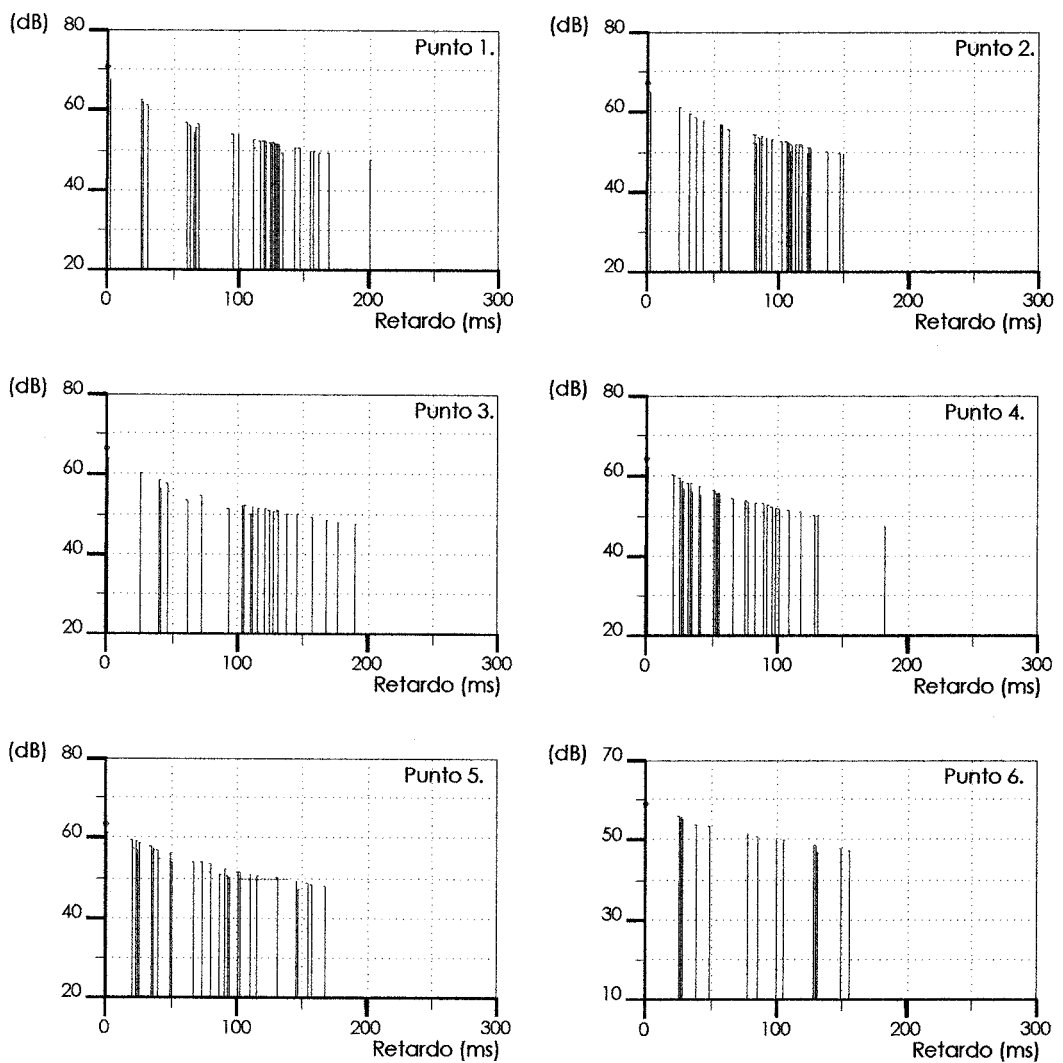 (dB) 80
Punto 1.
60
40
20
0 100 200 300
Retardo (ms)
(dB) 80
Punto 2.
60
40
20
0 100 200 300
Retardo (ms)
(dB) 80
Punto 3.
60
40
20
0 100 200 300
Retardo (ms)
(dB) 80
Punto 4.
60
40
20
0 100 200 300
Retardo (ms)
(dB) 80
Punto 5.
60
40
20
0 100 200 300
Retardo (ms)
(dB) 70
Punto 6.
50
30
10
0 100 200 300
Retardo (ms)